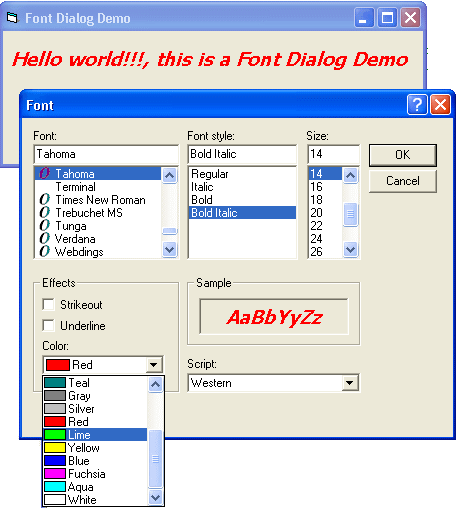 Font Dialog Demo
Hello world!!!, this is a Font Dialog Demo
Font
Font:
Tahoma
Tahoma
Terminal
Times New Roman
Trebuchet MS
Tunga
Verdana
Webdings
Font style:
Bold Italic
Regular
Italic
Bold
Bold Italic
Size:
14
14
16
18
20
22
24
26
OK
Cancel
Effects
Strikeout
Underline
Color:
Red
Teal
Gray
Silver
Red
Lime
Yellow
Blue
Fuchsia
Aqua
White
Sample
AaBbYyZz
Script:
Western